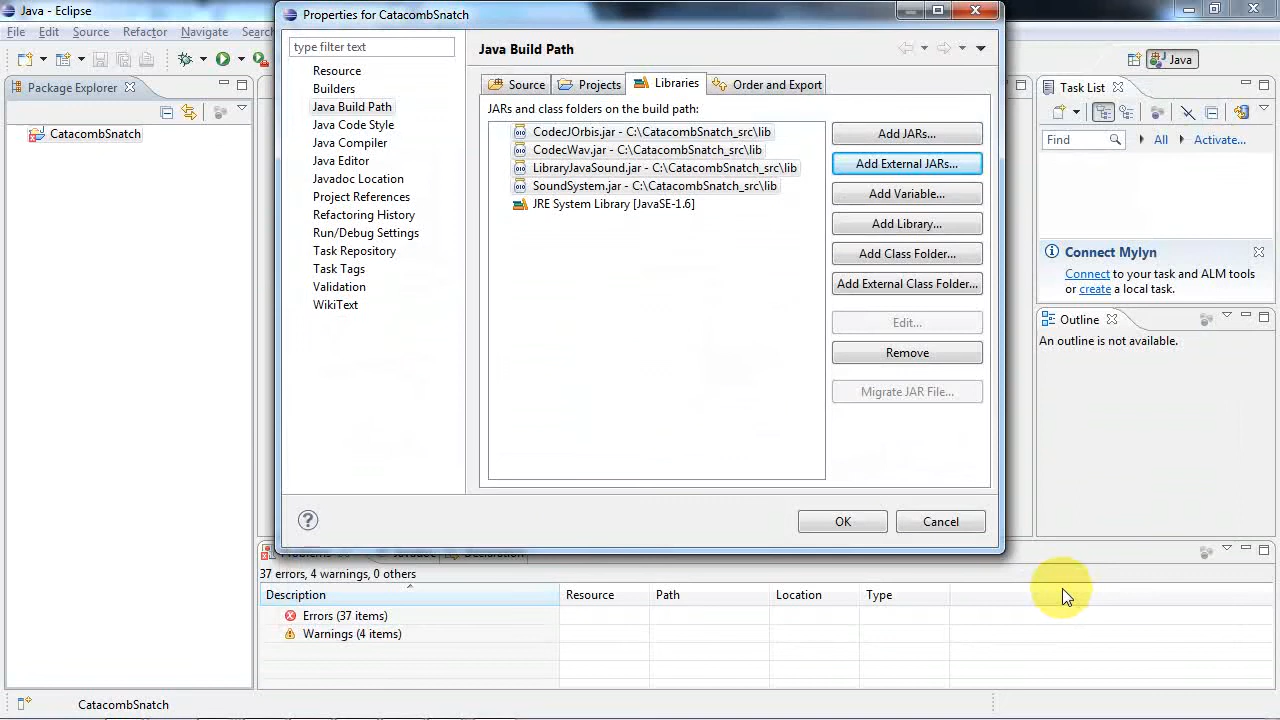 Java - Eclipse
File Edit Source Refactor Navigate Search
Java
Package Explorer
CatacombSnatch
Properties for CatacombSnatch
type filter text
Resource
Builders
Java Build Path
Java Code Style
Java Compiler
Java Editor
Javadoc Location
Project References
Refactoring History
Run/Debug Settings
Task Repository
Task Tags
Validation
WikiText
Java Build Path
Source Projects Libraries Order and Export
JARs and class folders on the build path:
CodecJOrbis.jar - C:\CatacombSnatch_src\lib
CodecWav.jar - C:\CatacombSnatch_src\lib
LibraryJavaSound.jar - C:\CatacombSnatch_src\lib
SoundSystem.jar - C:\CatacombSnatch_src\lib
JRE System Library [JavaSE-1.6]
Add JARs...
Add External JARs...
Add Variable...
Add Library...
Add Class Folder...
Add External Class Folder...
Edit...
Remove
Migrate JAR File...
OK Cancel
Task List
Find All Activate...
Connect Mylyn
Connect to your task and ALM tools
or create a local task.
Outline
An outline is not available.
37 errors, 4 warnings, 0 others
Description Resource Path Location Type
Errors (37 items)
Warnings (4 items)
CatacombSnatch